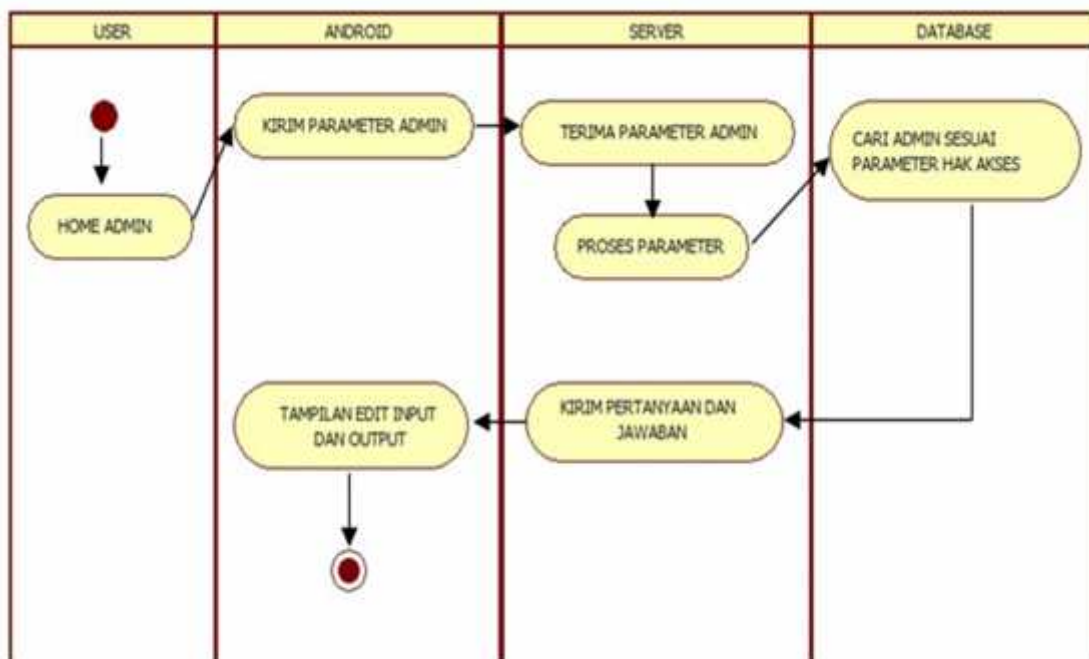 USER
ANDROID
SERVER
DATABASE
KIRIM PARAMETER ADMIN
TERIMA PARAMETER ADMIN
CARI ADMIN SESUAI
PARAMETER HAK AKSES
HOME ADMIN
PROSES PARAMETER
TAMPILAN EDIT INPUT
DAN OUTPUT
KIRIM PERTANYAAN DAN
JAWABAN